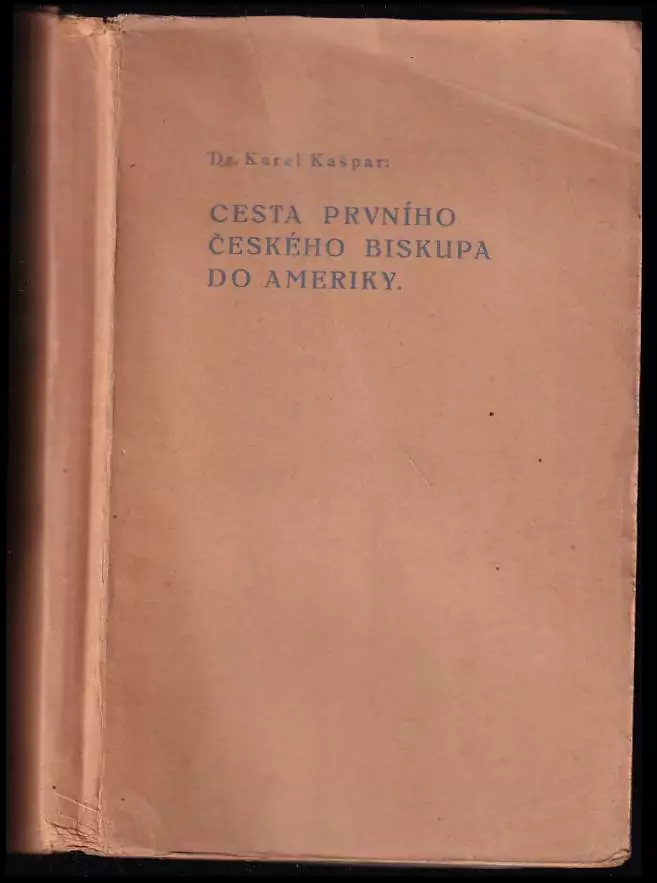 Dr. Karel Kašpar:
CESTA PRVNÍHO
ČESKÉHO BISKUPA
DO AMERIKY.